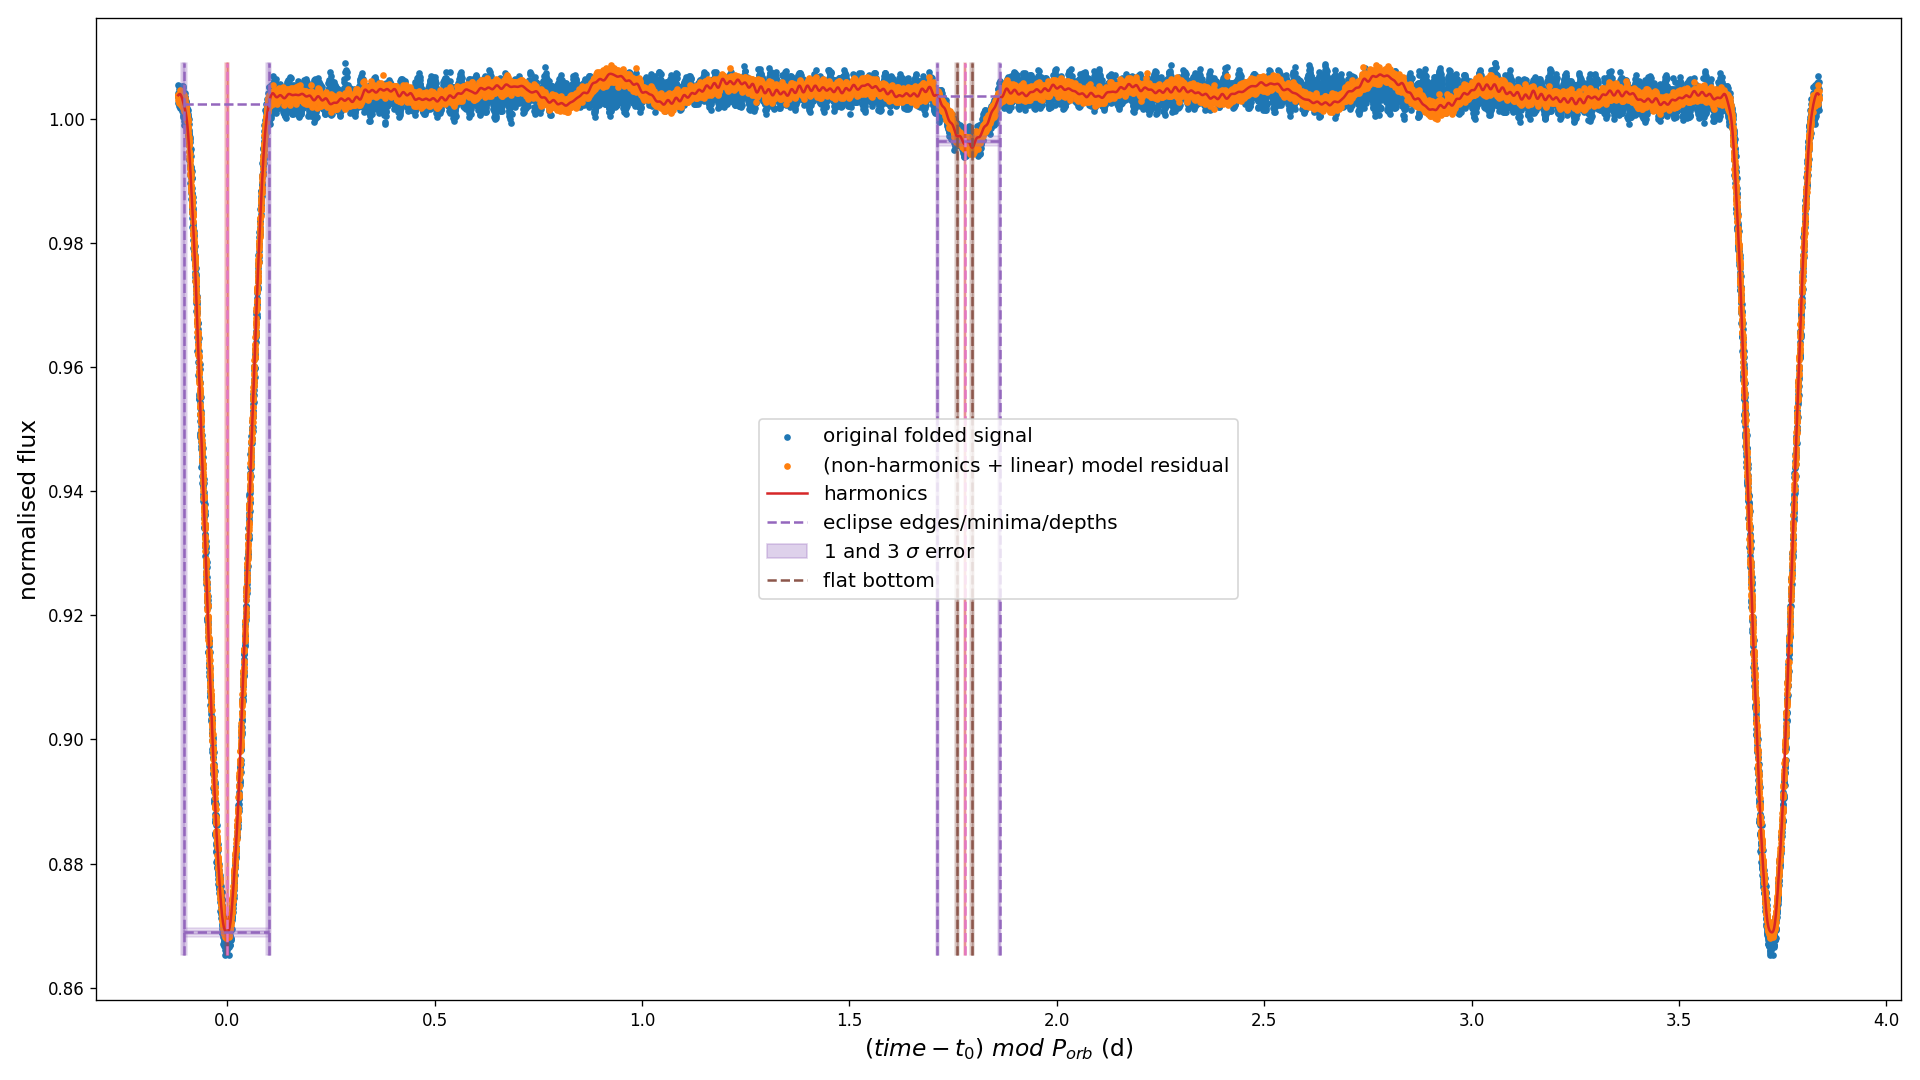 normalised flux
1.00
0.98
0.96
0.94
0.92
0.90
0.88
0.86
original folded signal
(non-harmonics + linear) model residual
harmonics
eclipse edges/minima/depths
1 and 3 σ error
flat bottom
0.0 0.5 1.0 1.5 2.0 2.5 3.0 3.5 4.0
(time − t₀) mod P_orb (d)